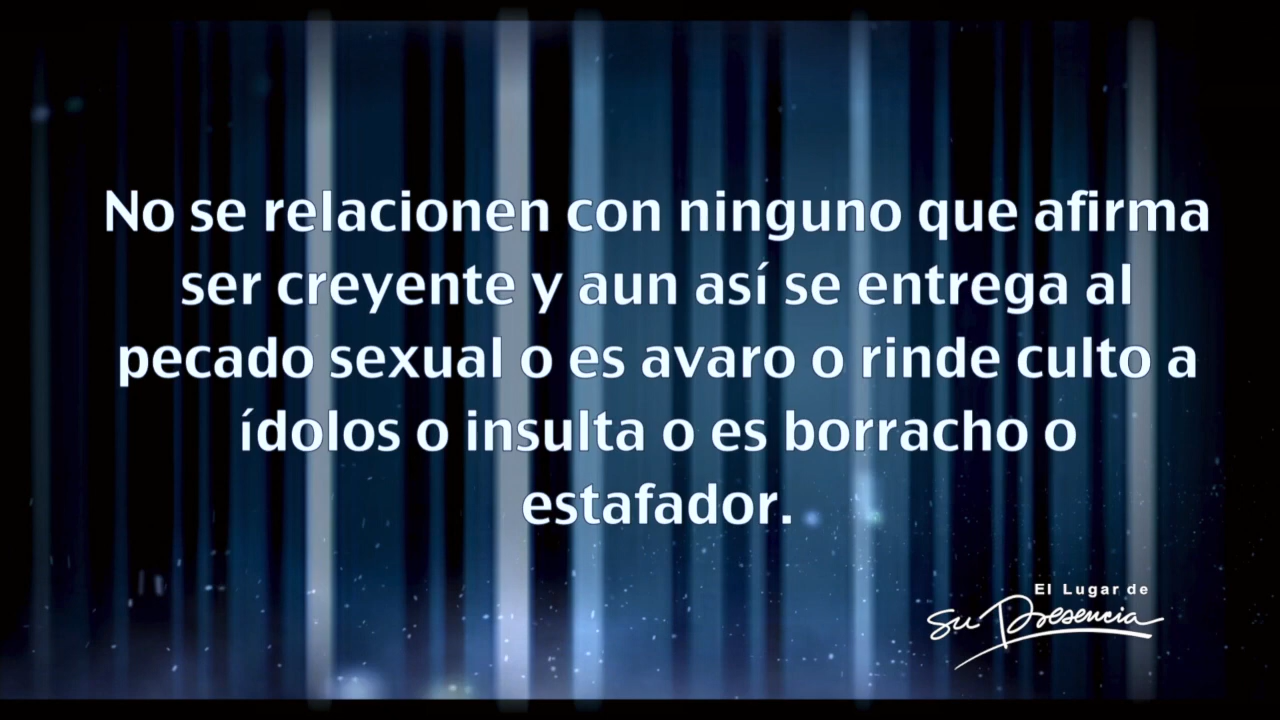 No se relacionen con ninguno que afirma
ser creyente y aun así se entrega al
pecado sexual o es avaro o rinde culto a
ídolos o insulta o es borracho o
estafador.
El Lugar de
Su Presencia